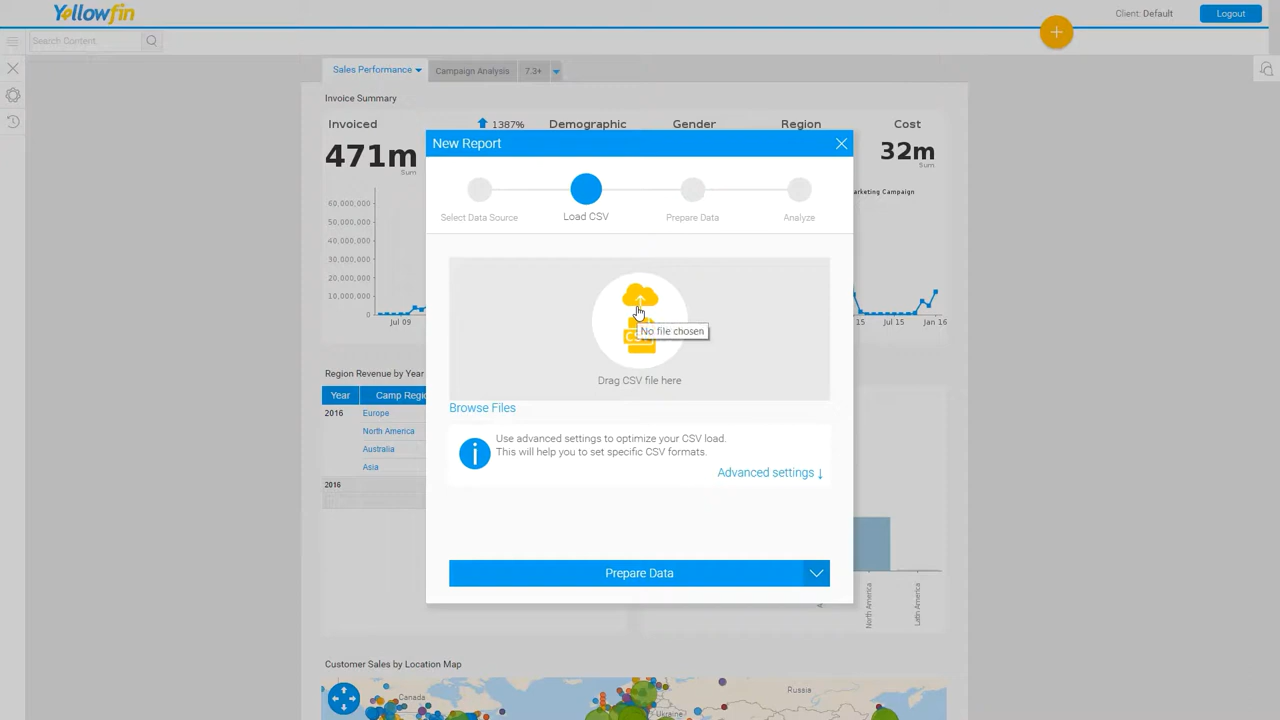 Yellowfin
Client: Default
Logout
Search Content
Sales Performance
Campaign Analysis
7.3+
Invoice Summary
Invoiced
1387%
Demographic
Gender
Region
Cost
471m
Sum
32m
Sum
New Report
Select Data Source
Load CSV
Prepare Data
Analyze
60,000,000
50,000,000
40,000,000
30,000,000
20,000,000
10,000,000
0
Jul 09
15
Jul 15
Jan 16
No file chosen
Drag CSV file here
Browse Files
Use advanced settings to optimize your CSV load.
This will help you to set specific CSV formats.
Advanced settings ↓
Prepare Data
Region Revenue by Year
Year
2016
Europe
North America
Australia
Asia
2016
North America
Latin America
Customer Sales by Location Map
Canada
Ukraine
Russia